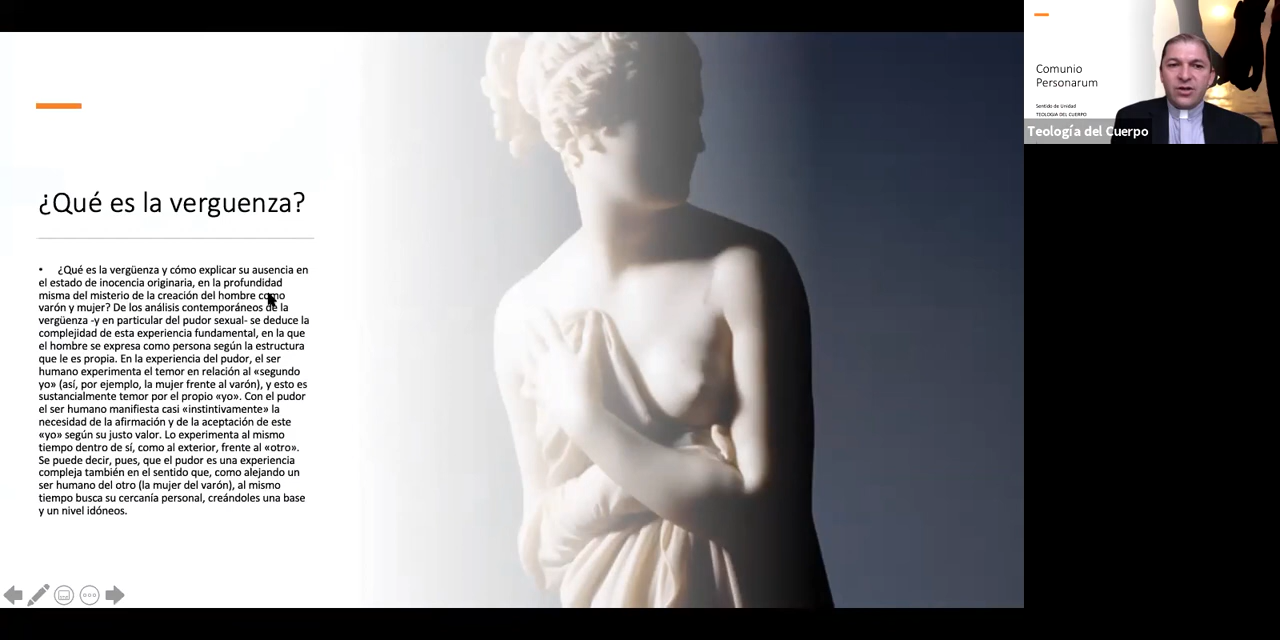 ¿Qué es la verguenza?
• ¿Qué es la vergüenza y cómo explicar su ausencia en
el estado de inocencia originaria, en la profundidad
misma del misterio de la creación del hombre como
varón y mujer? De los análisis contemporáneos de la
vergüenza -y en particular del pudor sexual- se deduce la
complejidad de esta experiencia fundamental, en la que
el hombre se expresa como persona según la estructura
que le es propia. En la experiencia del pudor, el ser
humano experimenta el temor en relación al «segundo
yo» (así, por ejemplo, la mujer frente al varón), y esto es
sustancialmente temor por el propio «yo». Con el pudor
el ser humano manifiesta casi «instintivamente» la
necesidad de la afirmación y de la aceptación de este
«yo» según su justo valor. Lo experimenta al mismo
tiempo dentro de sí, como al exterior, frente al «otro».
Se puede decir, pues, que el pudor es una experiencia
compleja también en el sentido que, como alejando un
ser humano del otro (la mujer del varón), al mismo
tiempo busca su cercanía personal, creándoles una base
y un nivel idóneos.
Comunio
Personarum
Sentido de Unidad
TEOLOGIA DEL CUERPO
Teología del Cuerpo